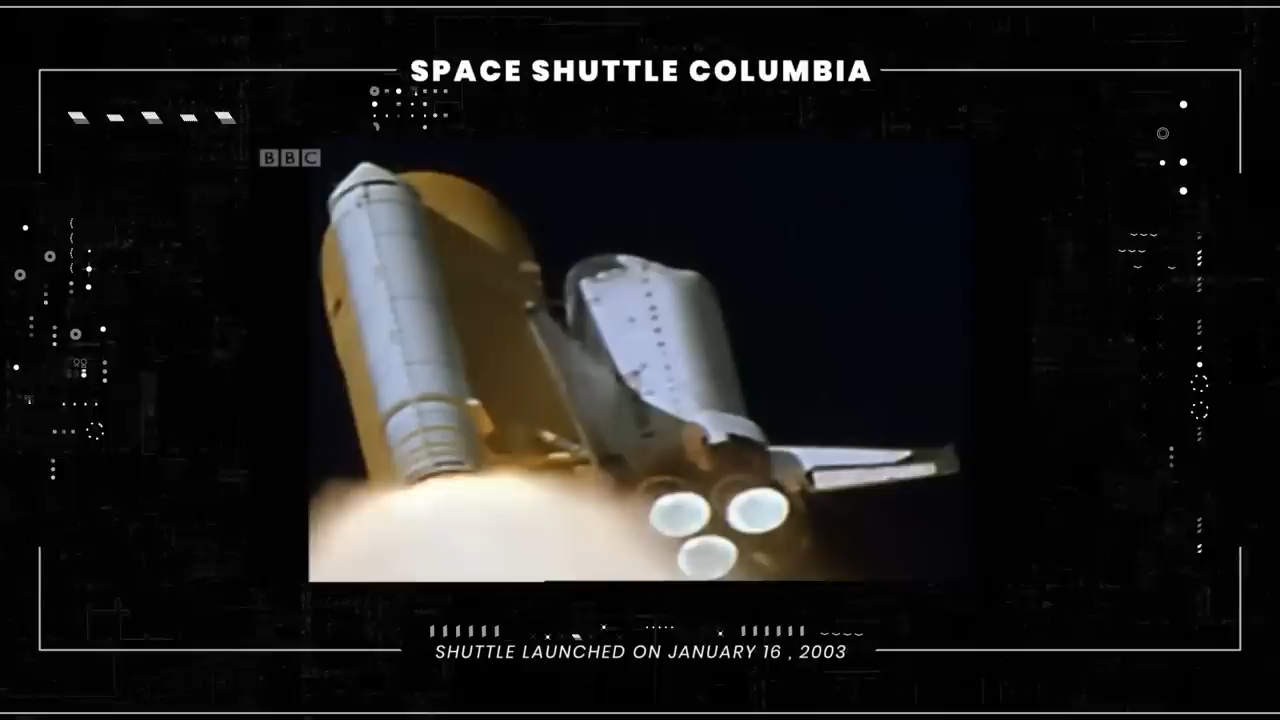 SPACE SHUTTLE COLUMBIA
BBC
SHUTTLE LAUNCHED ON JANUARY 16 , 2003